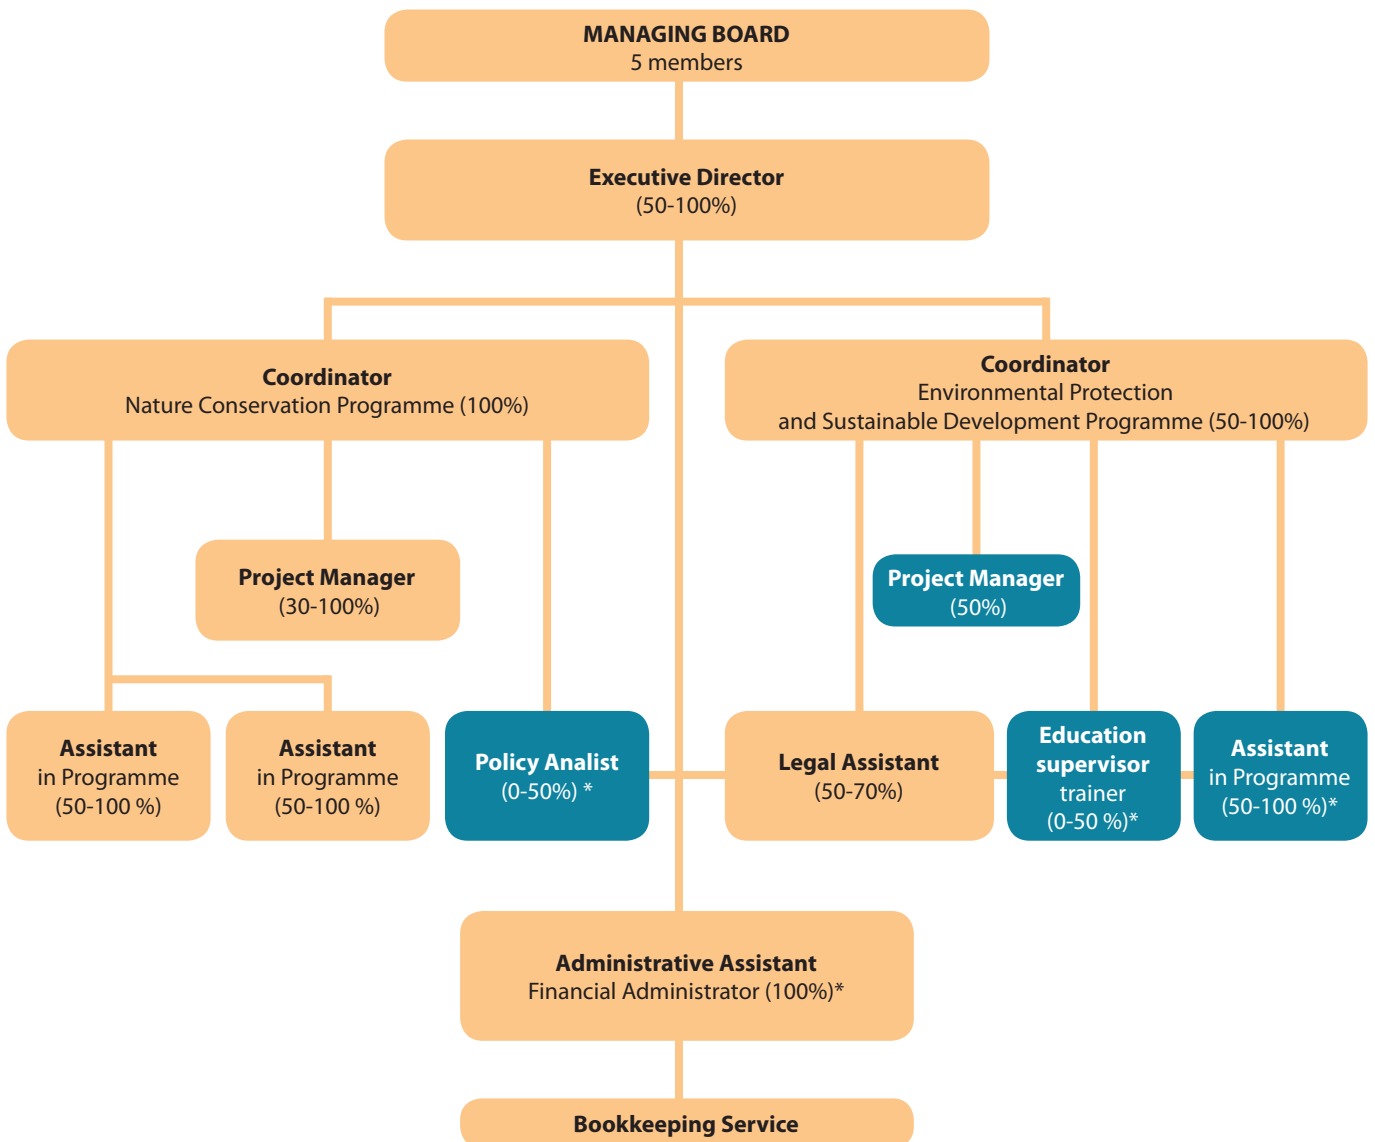 MANAGING BOARD
5 members
Executive Director
(50-100%)
Coordinator
Nature Conservation Programme (100%)
Coordinator
Environmental Protection
and Sustainable Development Programme (50-100%)
Project Manager
(30-100%)
Project Manager
(50%)
Assistant
in Programme
(50-100 %)
Assistant
in Programme
(50-100 %)
Policy Analist
(0-50%) *
Legal Assistant
(50-70%)
Education
supervisor
trainer
(0-50 %)*
Assistant
in Programme
(50-100 %)*
Administrative Assistant
Financial Administrator (100%)*
Bookkeeping Service